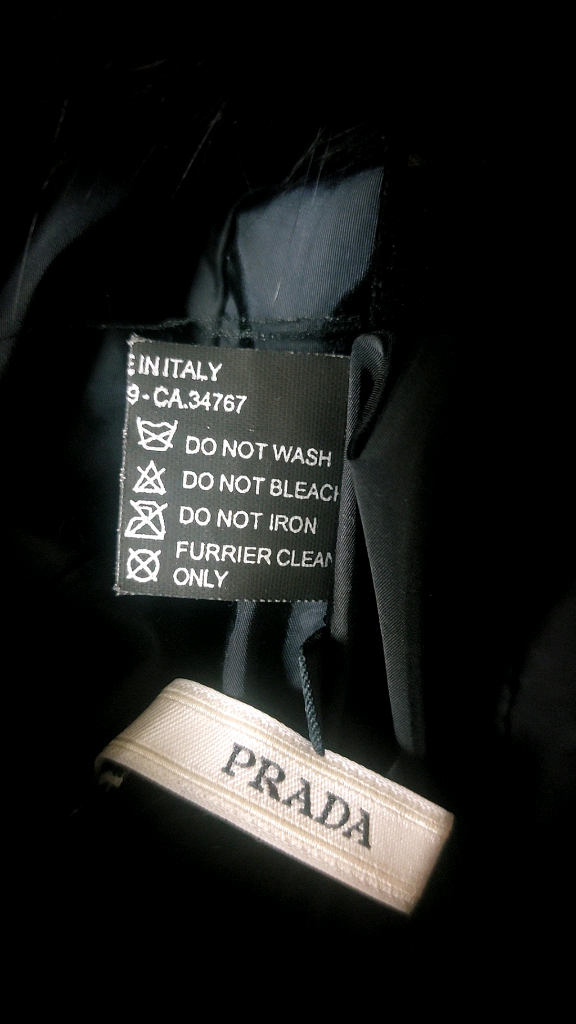 E IN ITALY
9-CA.34767
DO NOT WASH
DO NOT BLEACH
DO NOT IRON
FURRIER CLEAN
ONLY
PRADA